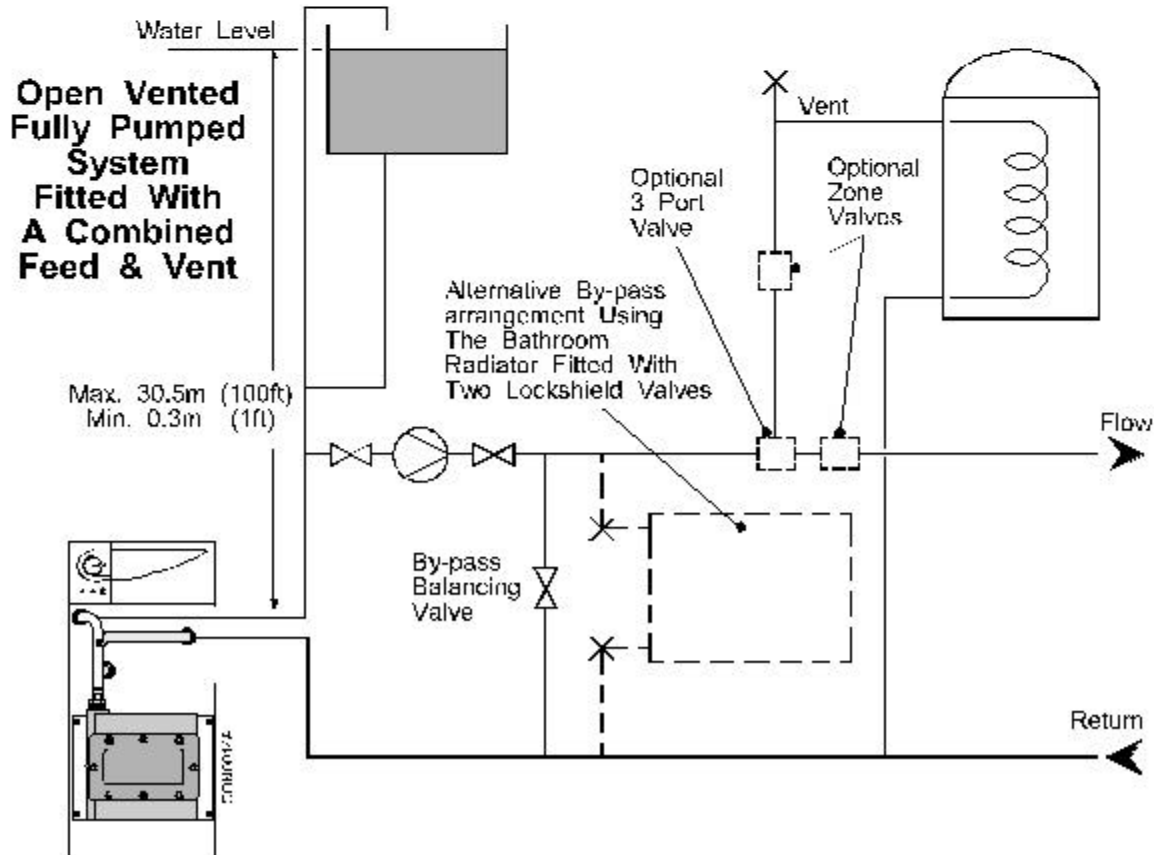 Water Level
Open Vented
Fully Pumped
System
Fitted With
A Combined
Feed & Vent
Vent
Optional
3 Port
Valve
Optional
Zone
Valves
Alternative By-pass
arrangement Using
The Bathroom
Radiator Fitted With
Two Lockshield Valves
Max. 30.5m (100ft)
Min. 0.3m (1ft)
Flow
By-pass
Balancing
Valve
Return